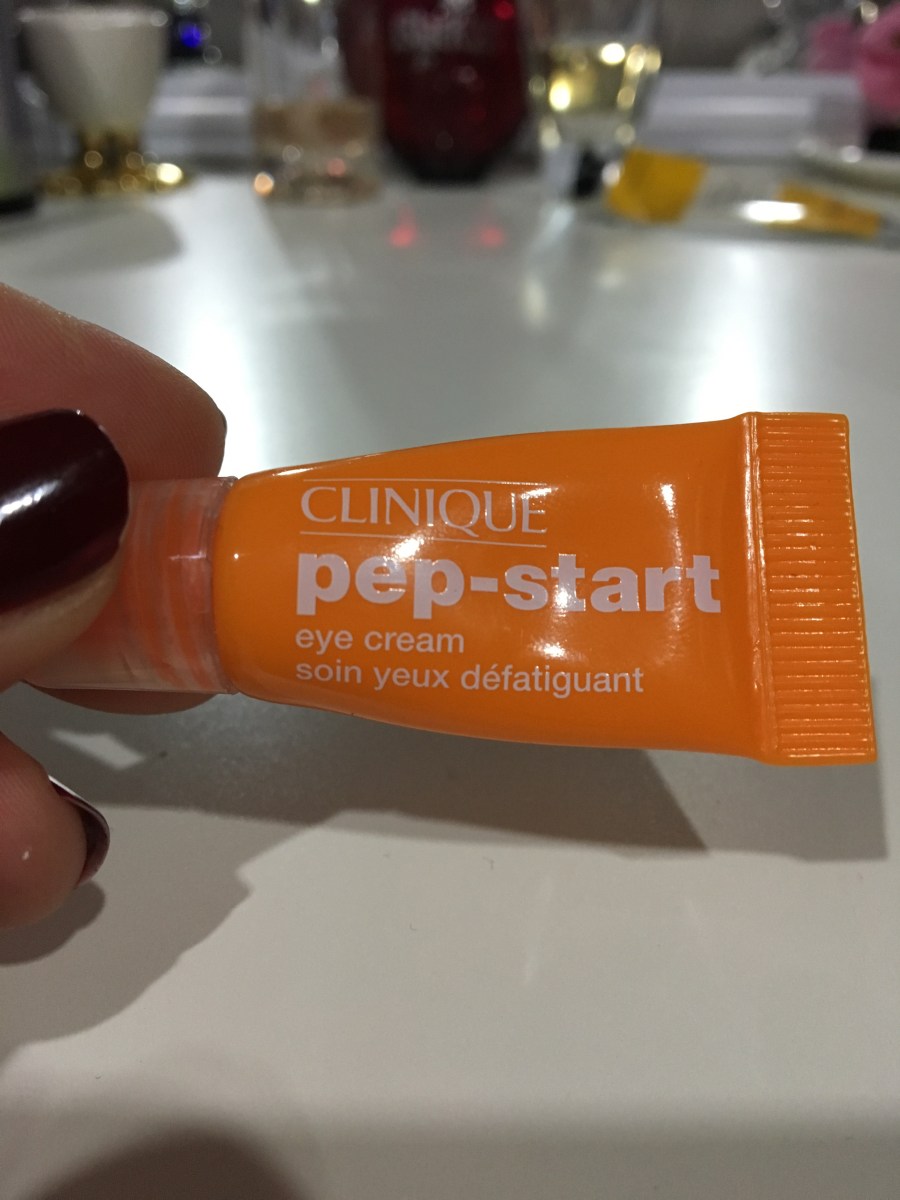 CLINIQUE
pep-start
eye cream
soin yeux défatiguant